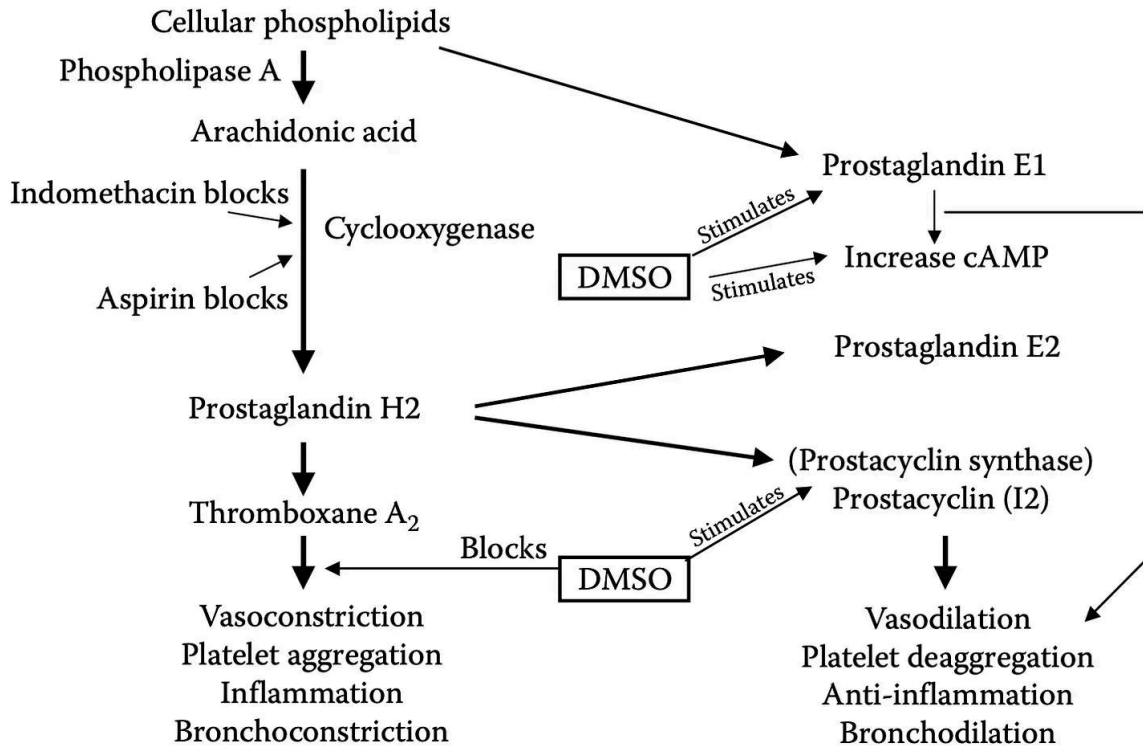 Cellular phospholipids
Phospholipase A
Arachidonic acid
Indomethacin blocks
Cyclooxygenase
Aspirin blocks
Prostaglandin H2
Thromboxane A₂
Blocks
DMSO
Vasoconstriction
Platelet aggregation
Inflammation
Bronchoconstriction
Prostaglandin E1
Stimulates
DMSO
Stimulates
Increase cAMP
Prostaglandin E2
(Prostacyclin synthase)
Prostacyclin (I2)
Stimulates
Vasodilation
Platelet deaggregation
Anti-inflammation
Bronchodilation